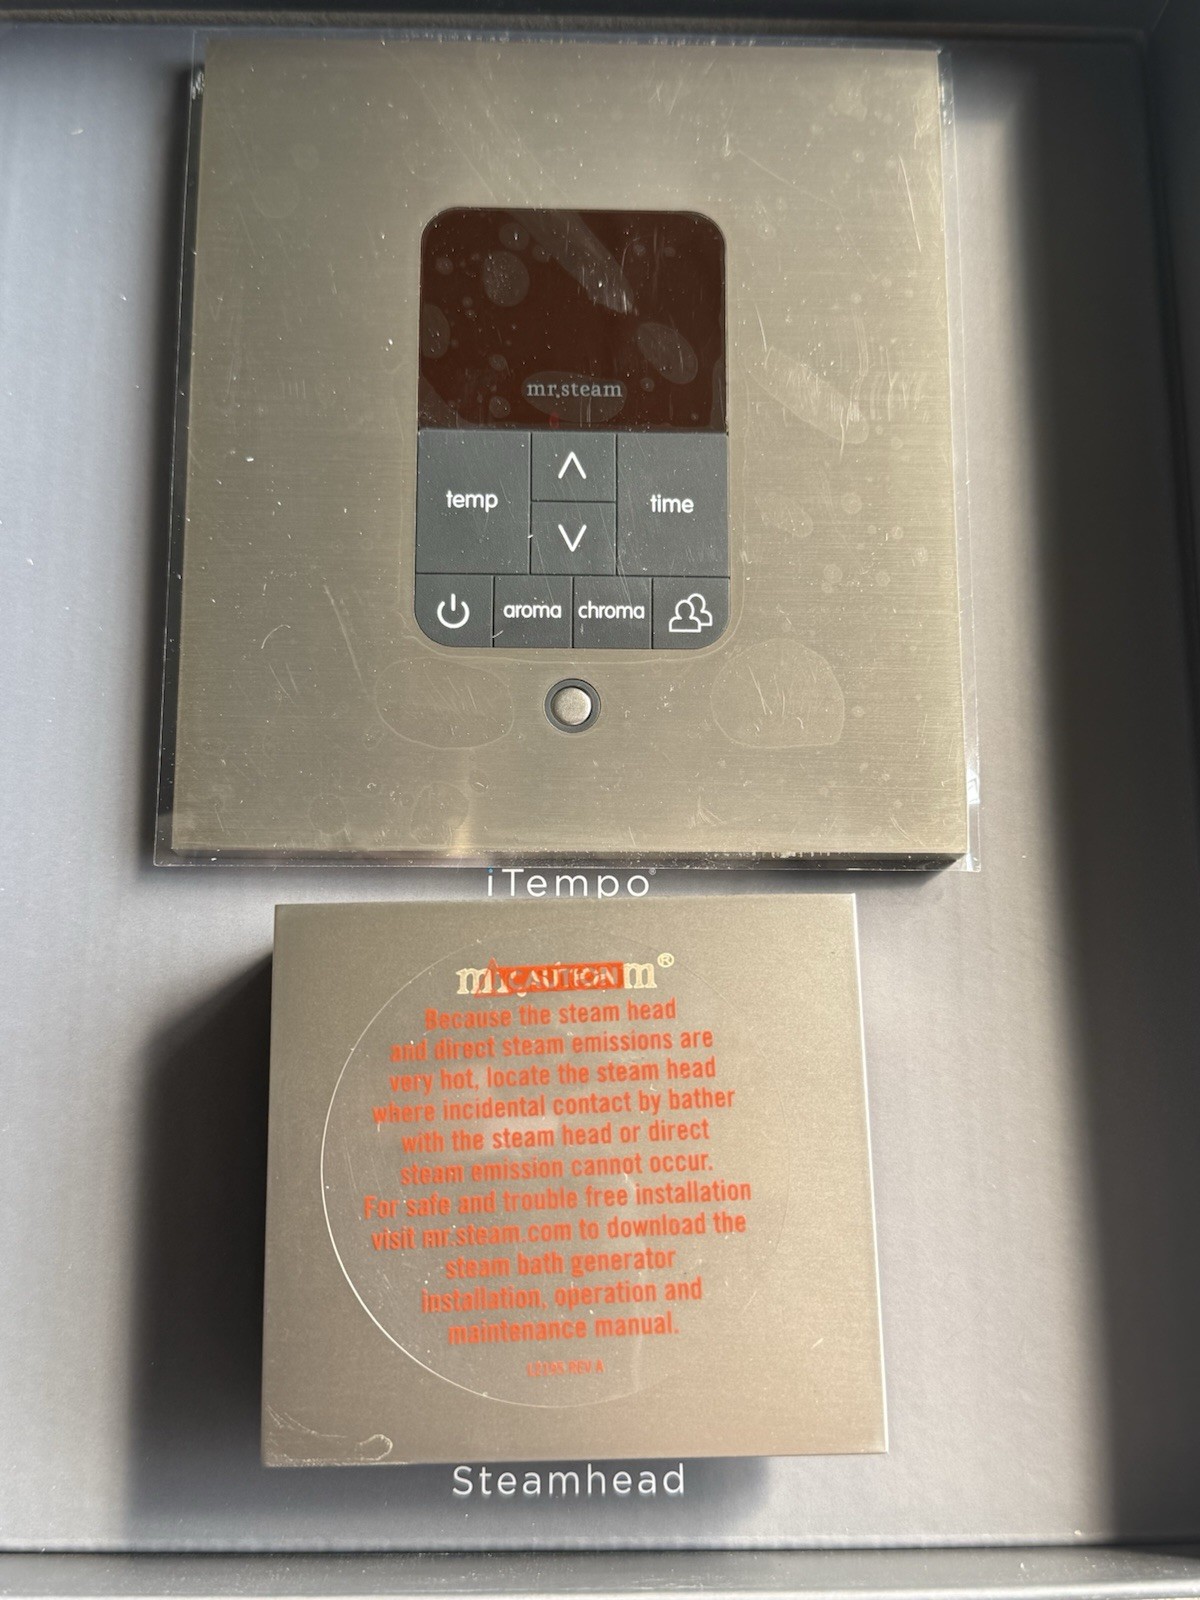 mr.steam
temp
time
aroma
chroma
iTempo®
CAUTION m®
Because the steam head
and direct steam emissions are
very hot, locate the steam head
where incidental contact by bather
with the steam head or direct
steam emission cannot occur.
For safe and trouble free installation
visit mr.steam.com to download the
steam bath generator
installation, operation and
maintenance manual.
REV A
Steamhead